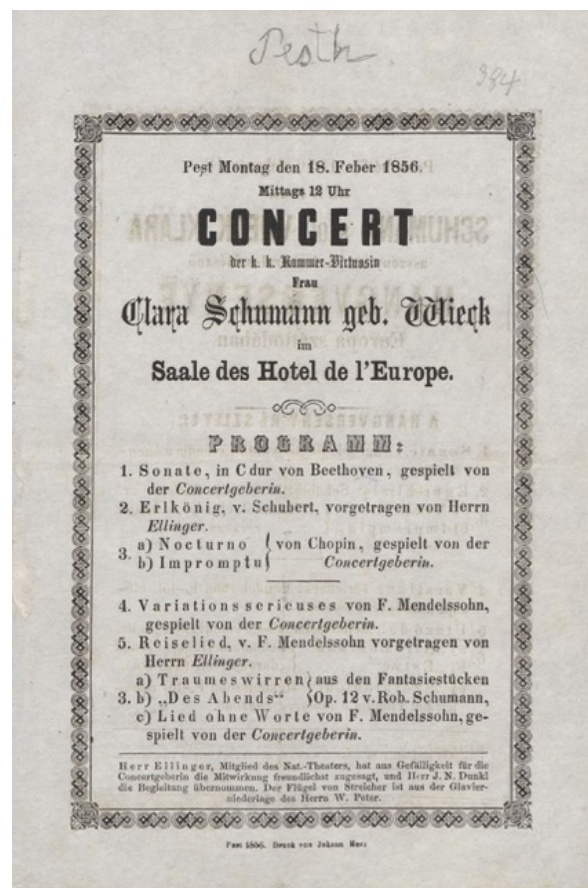 Pesth.
384
Pest Montag den 18. Feber 1856.
Mittags 12 Uhr
CONCERT
der k. k. Kammer-Virtuosin
Frau
Clara Schumann geb. Wieck
im
Saale des Hotel de l'Europe.
PROGRAMM:
1. Sonate, in C dur von Beethoven, gespielt von
der Concertgeberin.
2. Erlkönig, v. Schubert, vorgetragen von Herrn
Ellinger.
3. a) Nocturno von Chopin, gespielt von der
b) Impromptu Concertgeberin.
4. Variations serieuses von F. Mendelssohn,
gespielt von der Concertgeberin.
5. Reiselied, v. F. Mendelssohn vorgetragen von
Herrn Ellinger.
a) Traumeswirren aus den Fantasiestücken
3. b) „Des Abends“ Op. 12 v. Rob. Schumann,
c) Lied ohne Worte von F. Mendelssohn, ge-
spielt von der Concertgeberin.
Herr Ellinger, Mitglied des Nat.-Theaters, hat aus Gefälligkeit für die
Concertgeberin die Mitwirkung freundlichst zugesagt, und Herr J. N. Dunkl
die Begleitung übernommen. Der Flügel von Streicher ist aus der Clavier-
niederlage des Herrn W. Peter.
Pest 1856. Druck von Johann Herz